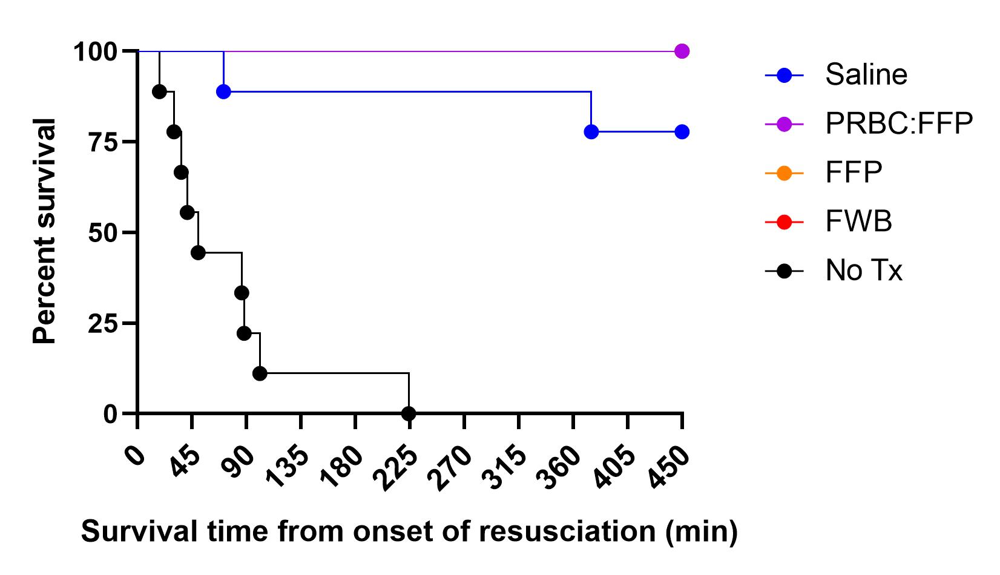 Percent survival
100
75
50
25
0
0 45 90 135 180 225 270 315 360 405 450
Survival time from onset of resusciation (min)
Saline
PRBC:FFP
FFP
FWB
No Tx